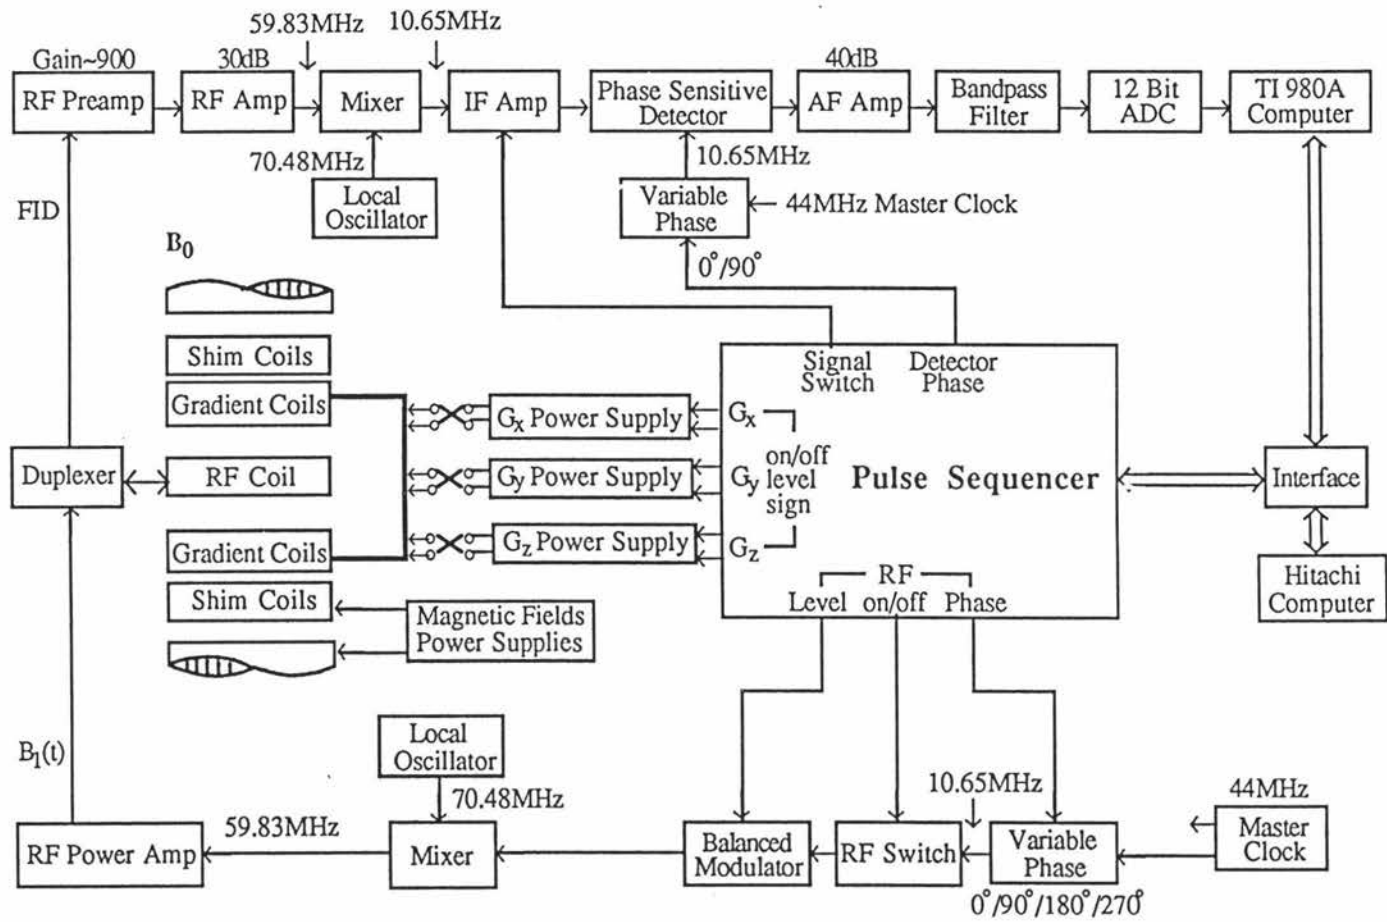 59.83MHz
10.65MHz
Gain~900
30dB
40dB
RF Preamp
RF Amp
Mixer
IF Amp
Phase Sensitive
Detector
AF Amp
Bandpass
Filter
12 Bit
ADC
TI 980A
Computer
70.48MHz
10.65MHz
Local
Oscillator
Variable
Phase
44MHz Master Clock
FID
B0
0°/90°
Shim Coils
Signal
Switch
Detector
Phase
Gradient Coils
Gx Power Supply
Gx
Duplexer
RF Coil
Gy Power Supply
Gy
on/off
level
sign
Pulse Sequencer
Interface
Gradient Coils
Gz Power Supply
Gz
RF
Shim Coils
Level on/off Phase
Hitachi
Computer
Magnetic Fields
Power Supplies
B1(t)
Local
Oscillator
70.48MHz
10.65MHz
44MHz
59.83MHz
RF Power Amp
Mixer
Balanced
Modulator
RF Switch
Variable
Phase
Master
Clock
0°/90°/180°/270°